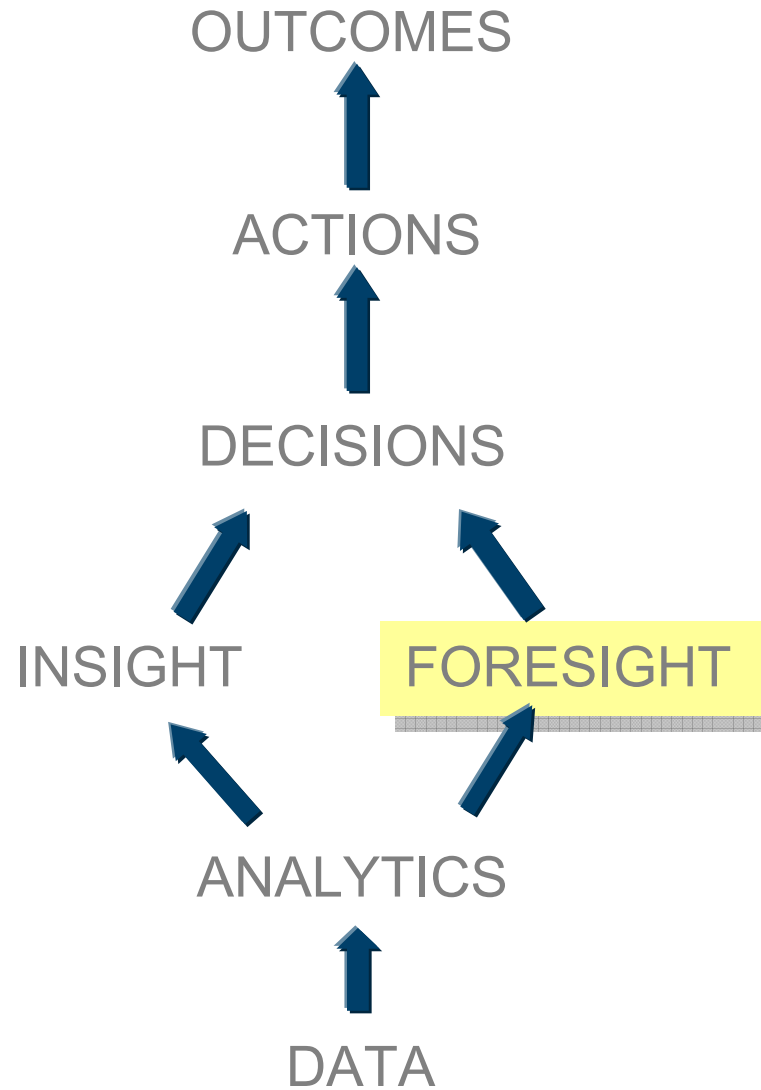 OUTCOMES
ACTIONS
DECISIONS
INSIGHT FORESIGHT
ANALYTICS
DATA